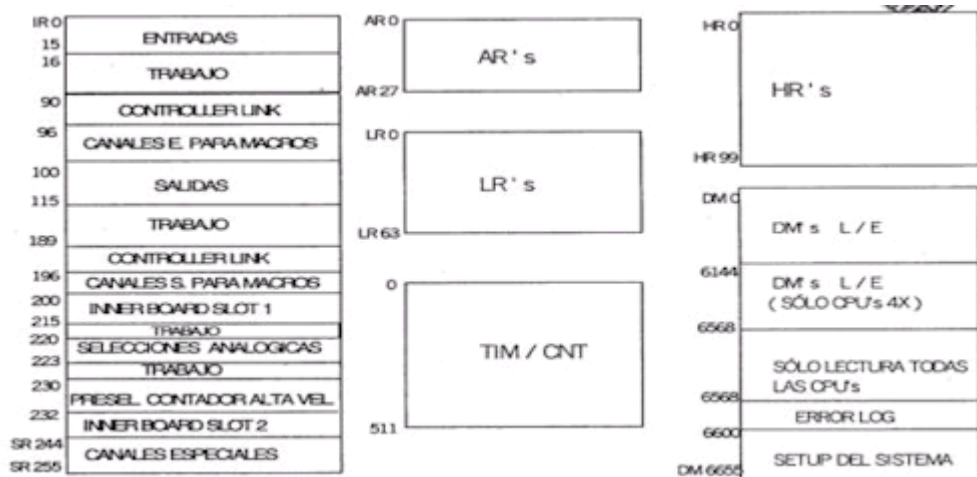 IR 0
ENTRADAS
15
16
TRABAJO
90
CONTROLLER LINK
96
CANALES E. PARA MACROS
100
SALIDAS
115
TRABAJO
189
CONTROLLER LINK
196
CANALES S. PARA MACROS
200
INNER BOARD SLOT 1
215
TRABAJO
220
SELECCIONES ANALOGICAS
223
TRABAJO
230
PRESEL. CONTADOR ALTA VEL
232
INNER BOARD SLOT 2
SR 244
CANALES ESPECIALES
SR 255
AR 0
AR's
AR 27
LR 0
LR's
LR 63
0
TIM / CNT
511
HR 0
HR's
HR 99
DM 0
DM's L / E
6144
DM's L / E
( SÓLO CPU's 4X )
6568
SÓLO LECTURA TODAS
LAS CPU's
6568
ERROR LOG
6600
SETUP DEL SISTEMA
DM 6655